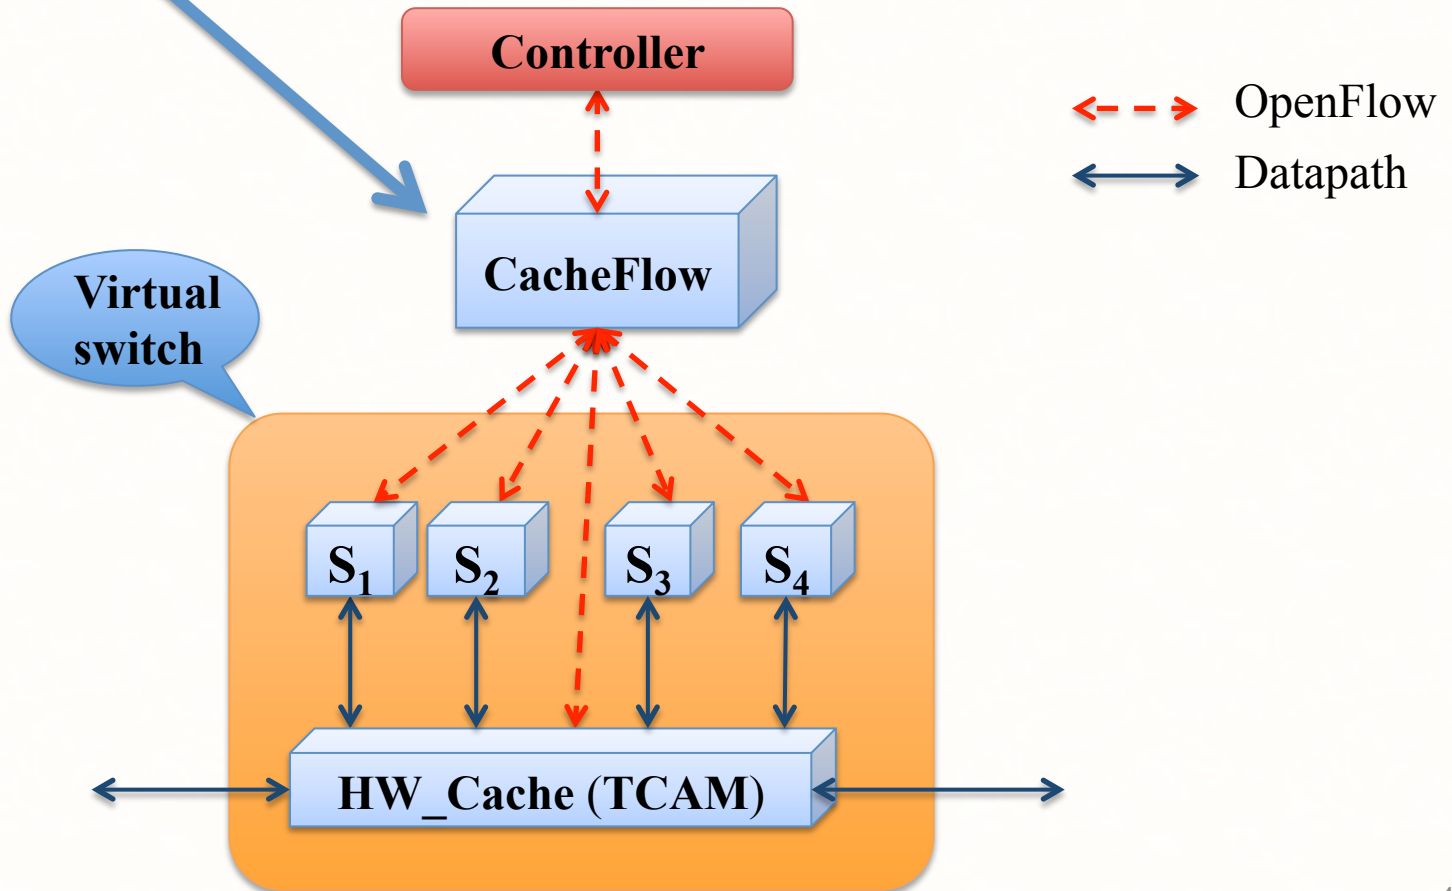 Controller
OpenFlow
Datapath
CacheFlow
Virtual
switch
S1 S2 S3 S4
HW_Cache (TCAM)